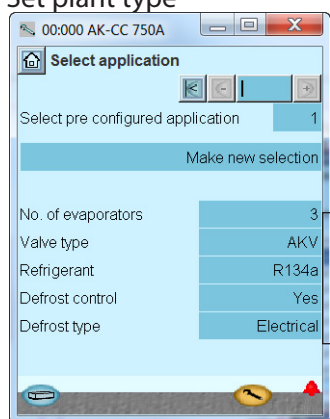 Set plant type
00:000 AK-CC 750A
Select application
Select pre configured application 1
Make new selection
No. of evaporators 3
Valve type AKV
Refrigerant R134a
Defrost control Yes
Defrost type Electrical